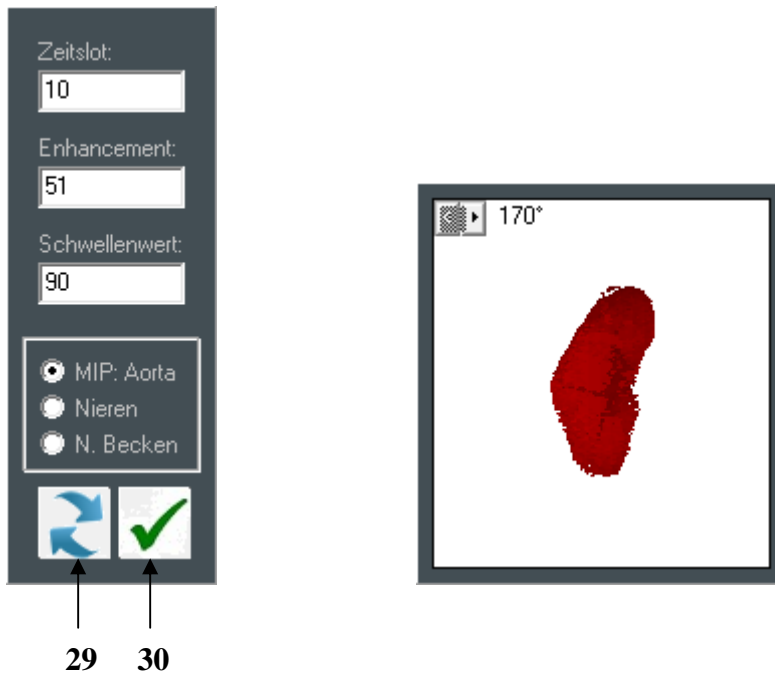 Zeitslot:
10
Enhancement:
51
Schwellenwert:
90
MIP: Aorta
Nieren
N. Becken
29 30
170°